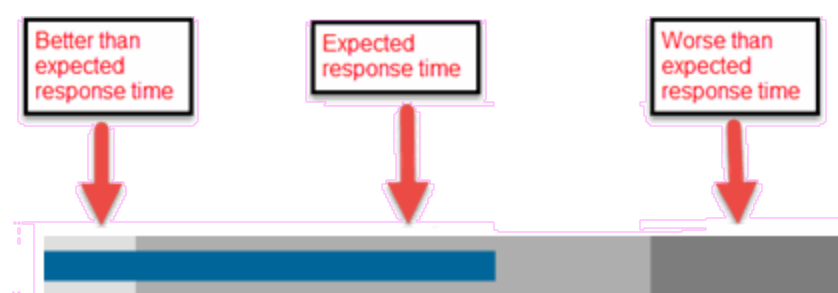 Better than
expected
response time
Expected
response time
Worse than
expected
response time